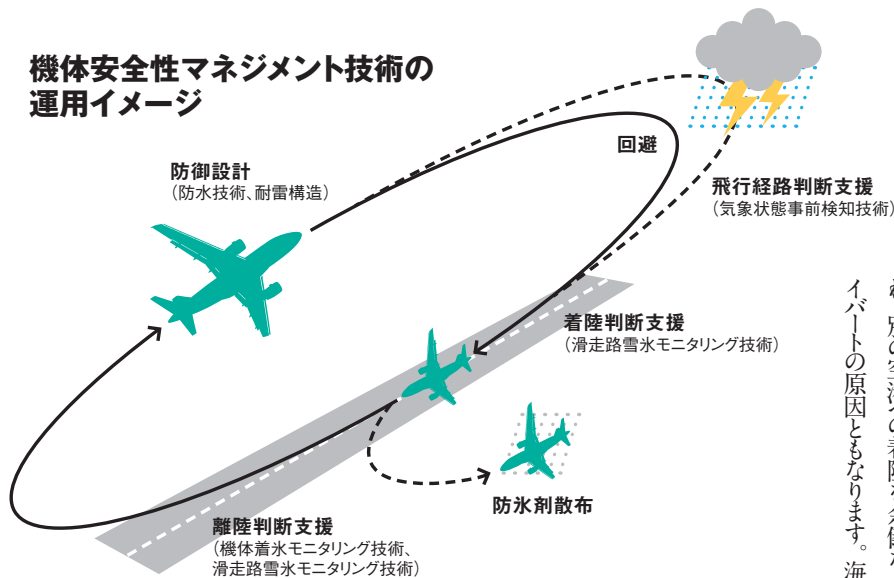 機体安全性マネジメント技術の
運用イメージ
防御設計
（防水技術、耐雷構造）
回避
飛行経路判断支援
（気象状態事前検知技術）
着陸判断支援
（滑走路雪氷モニタリング技術）
防氷剤散布
離陸判断支援
（機体着氷モニタリング技術、
滑走路雪氷モニタリング技術）
イバートの原因ともなります。海